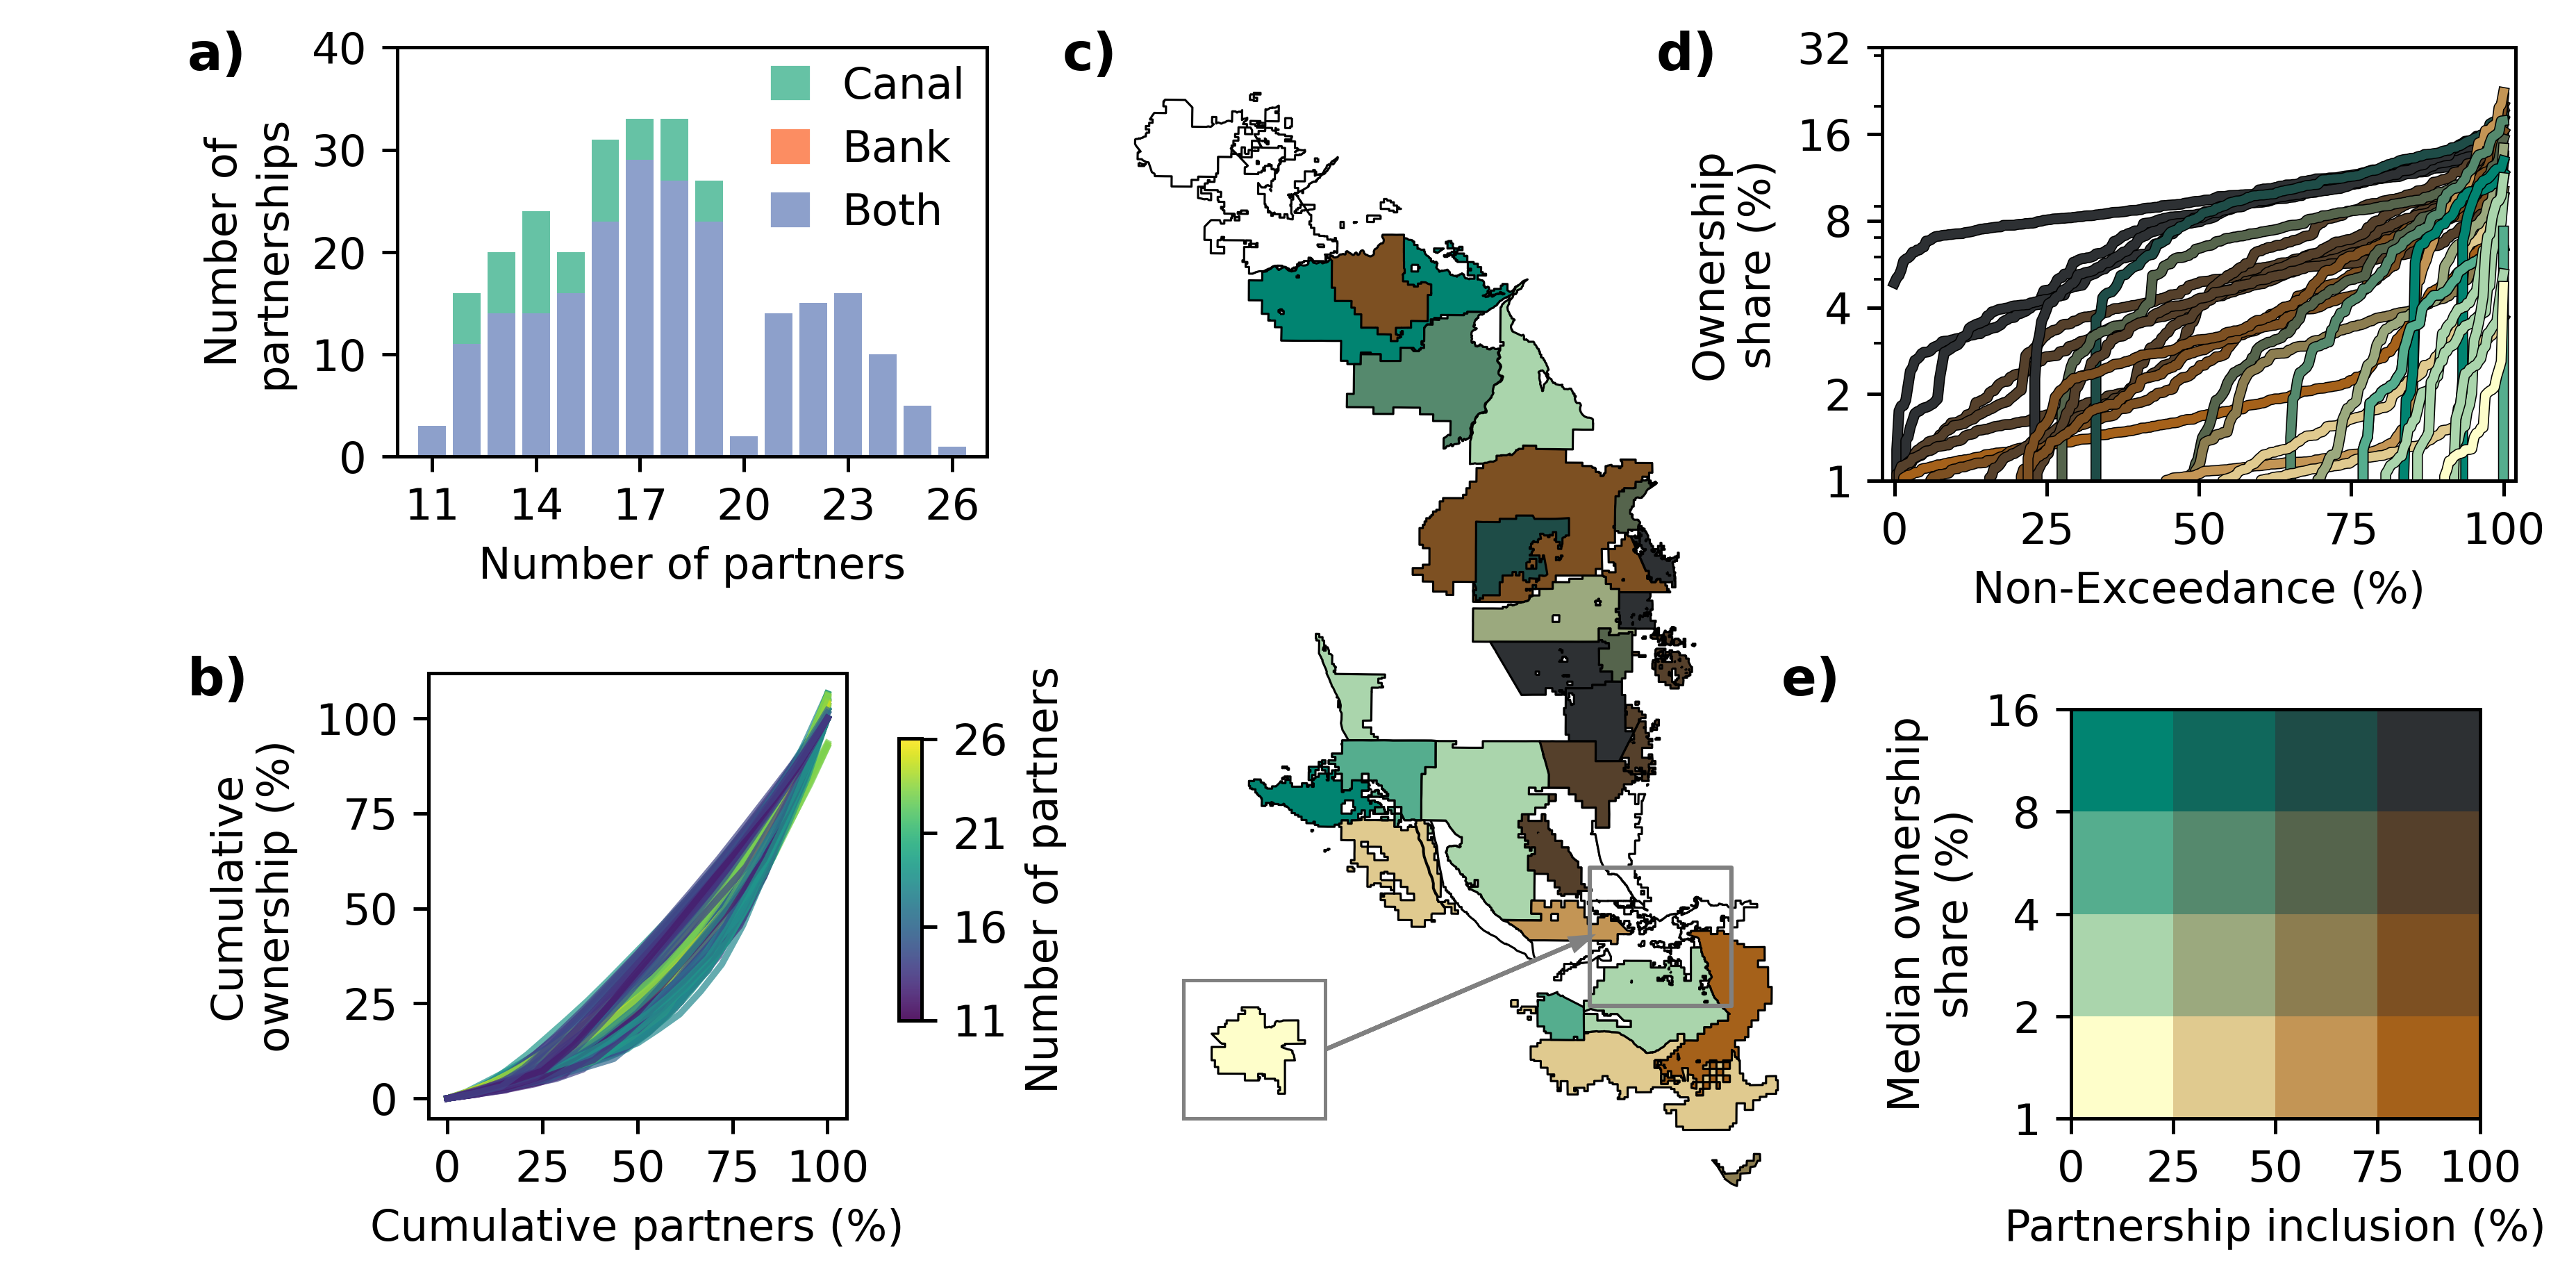 a)
40
30
20
10
0
Number of
partnerships
Canal
Bank
Both
11 14 17 20 23 26
Number of partners
b)
100
75
50
25
0
Cumulative
ownership (%)
0 25 50 75 100
Cumulative partners (%)
26
21
16
11
Number of partners
c)
d)
32
16
8
4
2
1
Ownership
share (%)
0 25 50 75 100
Non-Exceedance (%)
e)
16
8
4
2
1
Median ownership
share (%)
0 25 50 75 100
Partnership inclusion (%)